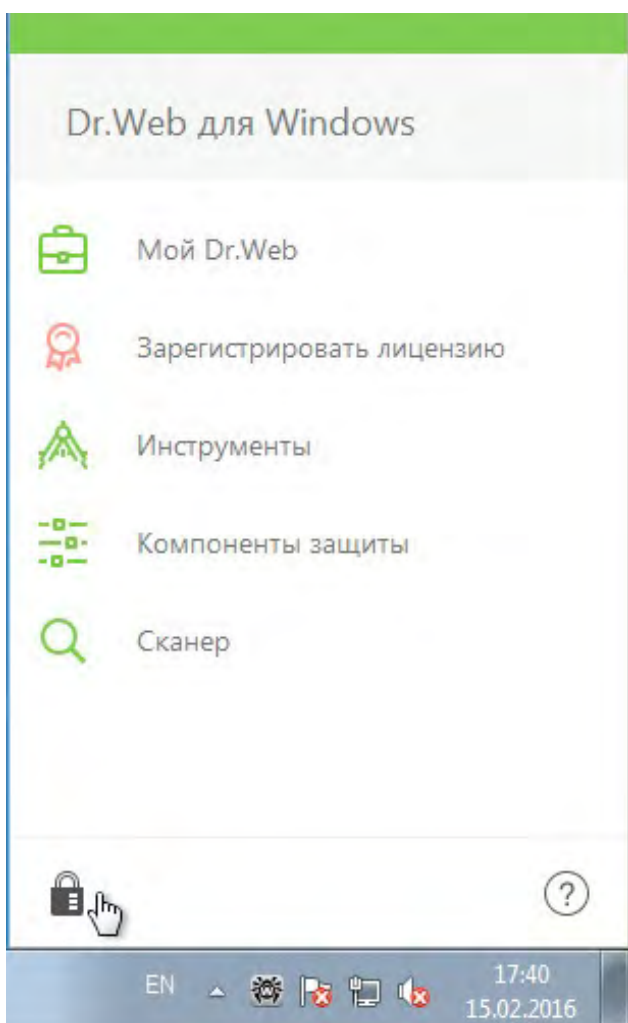 Dr.Web для Windows
Мой Dr.Web
Зарегистрировать лицензию
Инструменты
Компоненты защиты
Сканер
?
EN
17:40
15.02.2016